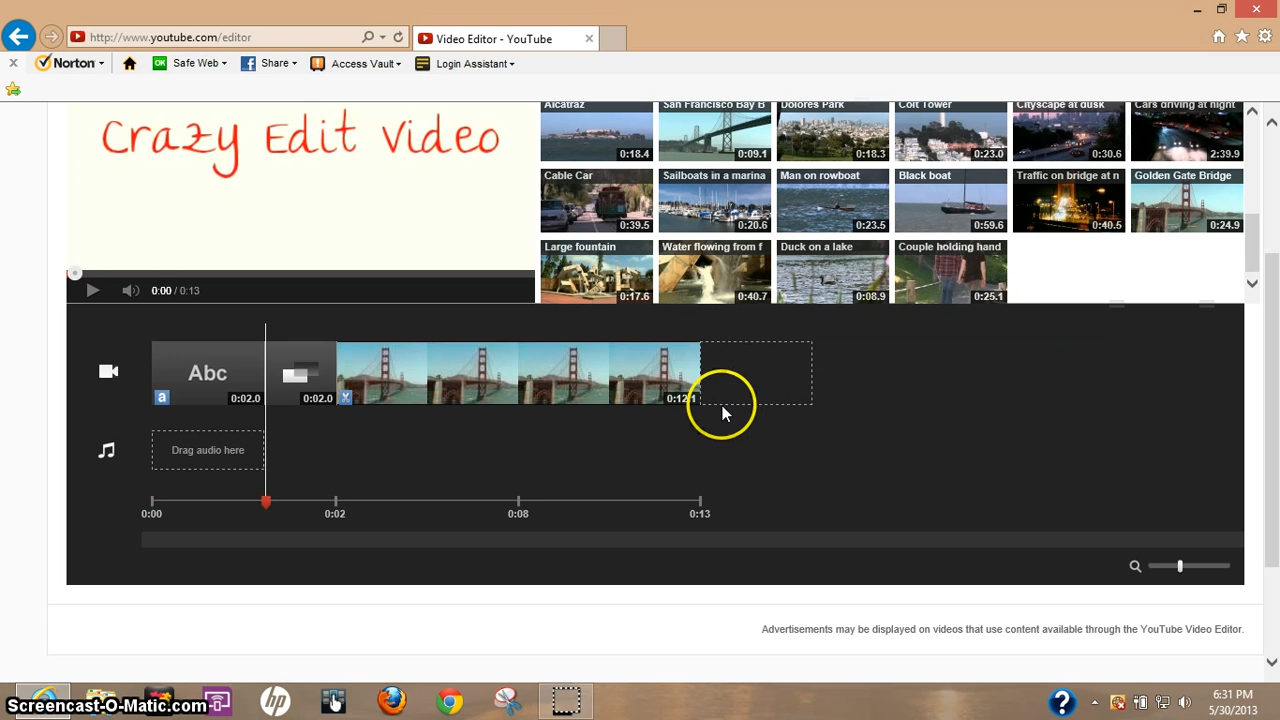 http://www.youtube.com/editor
Video Editor - YouTube
Norton
Safe Web
Share
Access Vault
Login Assistant
Crazy Edit Video
Alcatraz
San Francisco Bay B
Dolores Park
Coit Tower
Cityscape at dusk
Cars driving at night
0:18.4
0:09.1
0:18.3
0:23.0
0:30.6
2:39.9
Cable Car
Sailboats in a marina
Man on rowboat
Black boat
Traffic on bridge at n
Golden Gate Bridge
0:39.5
0:20.6
0:23.5
0:59.6
0:40.5
0:24.9
Large fountain
Water flowing from f
Duck on a lake
Couple holding hand
0:17.6
0:40.7
0:08.9
0:25.1
0:00 / 0:13
Abc
a
0:02.0
0:02.0
0:12.1
Drag audio here
0:00
0:02
0:08
0:13
Advertisements may be displayed on videos that use content available through the YouTube Video Editor.
Screencast-O-Matic.com
hp
6:31 PM
5/30/2013